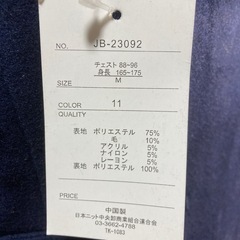 NO. JB-23092
チェスト 88-96
身長 165-175
SIZE M
COLOR 11
QUALITY
表地 ポリエステル 75%
毛 10%
アクリル 5%
ナイロン 5%
レーヨン 5%
裏地 ポリエステル 100%
PRICE
中国製
日本ニット中央卸商業組合連合会
03-3662-4788
TK-1083